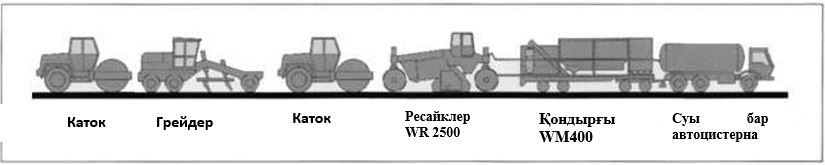 Каток
Грейдер
Каток
Ресайклер
WR 2500
Қондырғы
WM400
Суы бар
автоцистерна